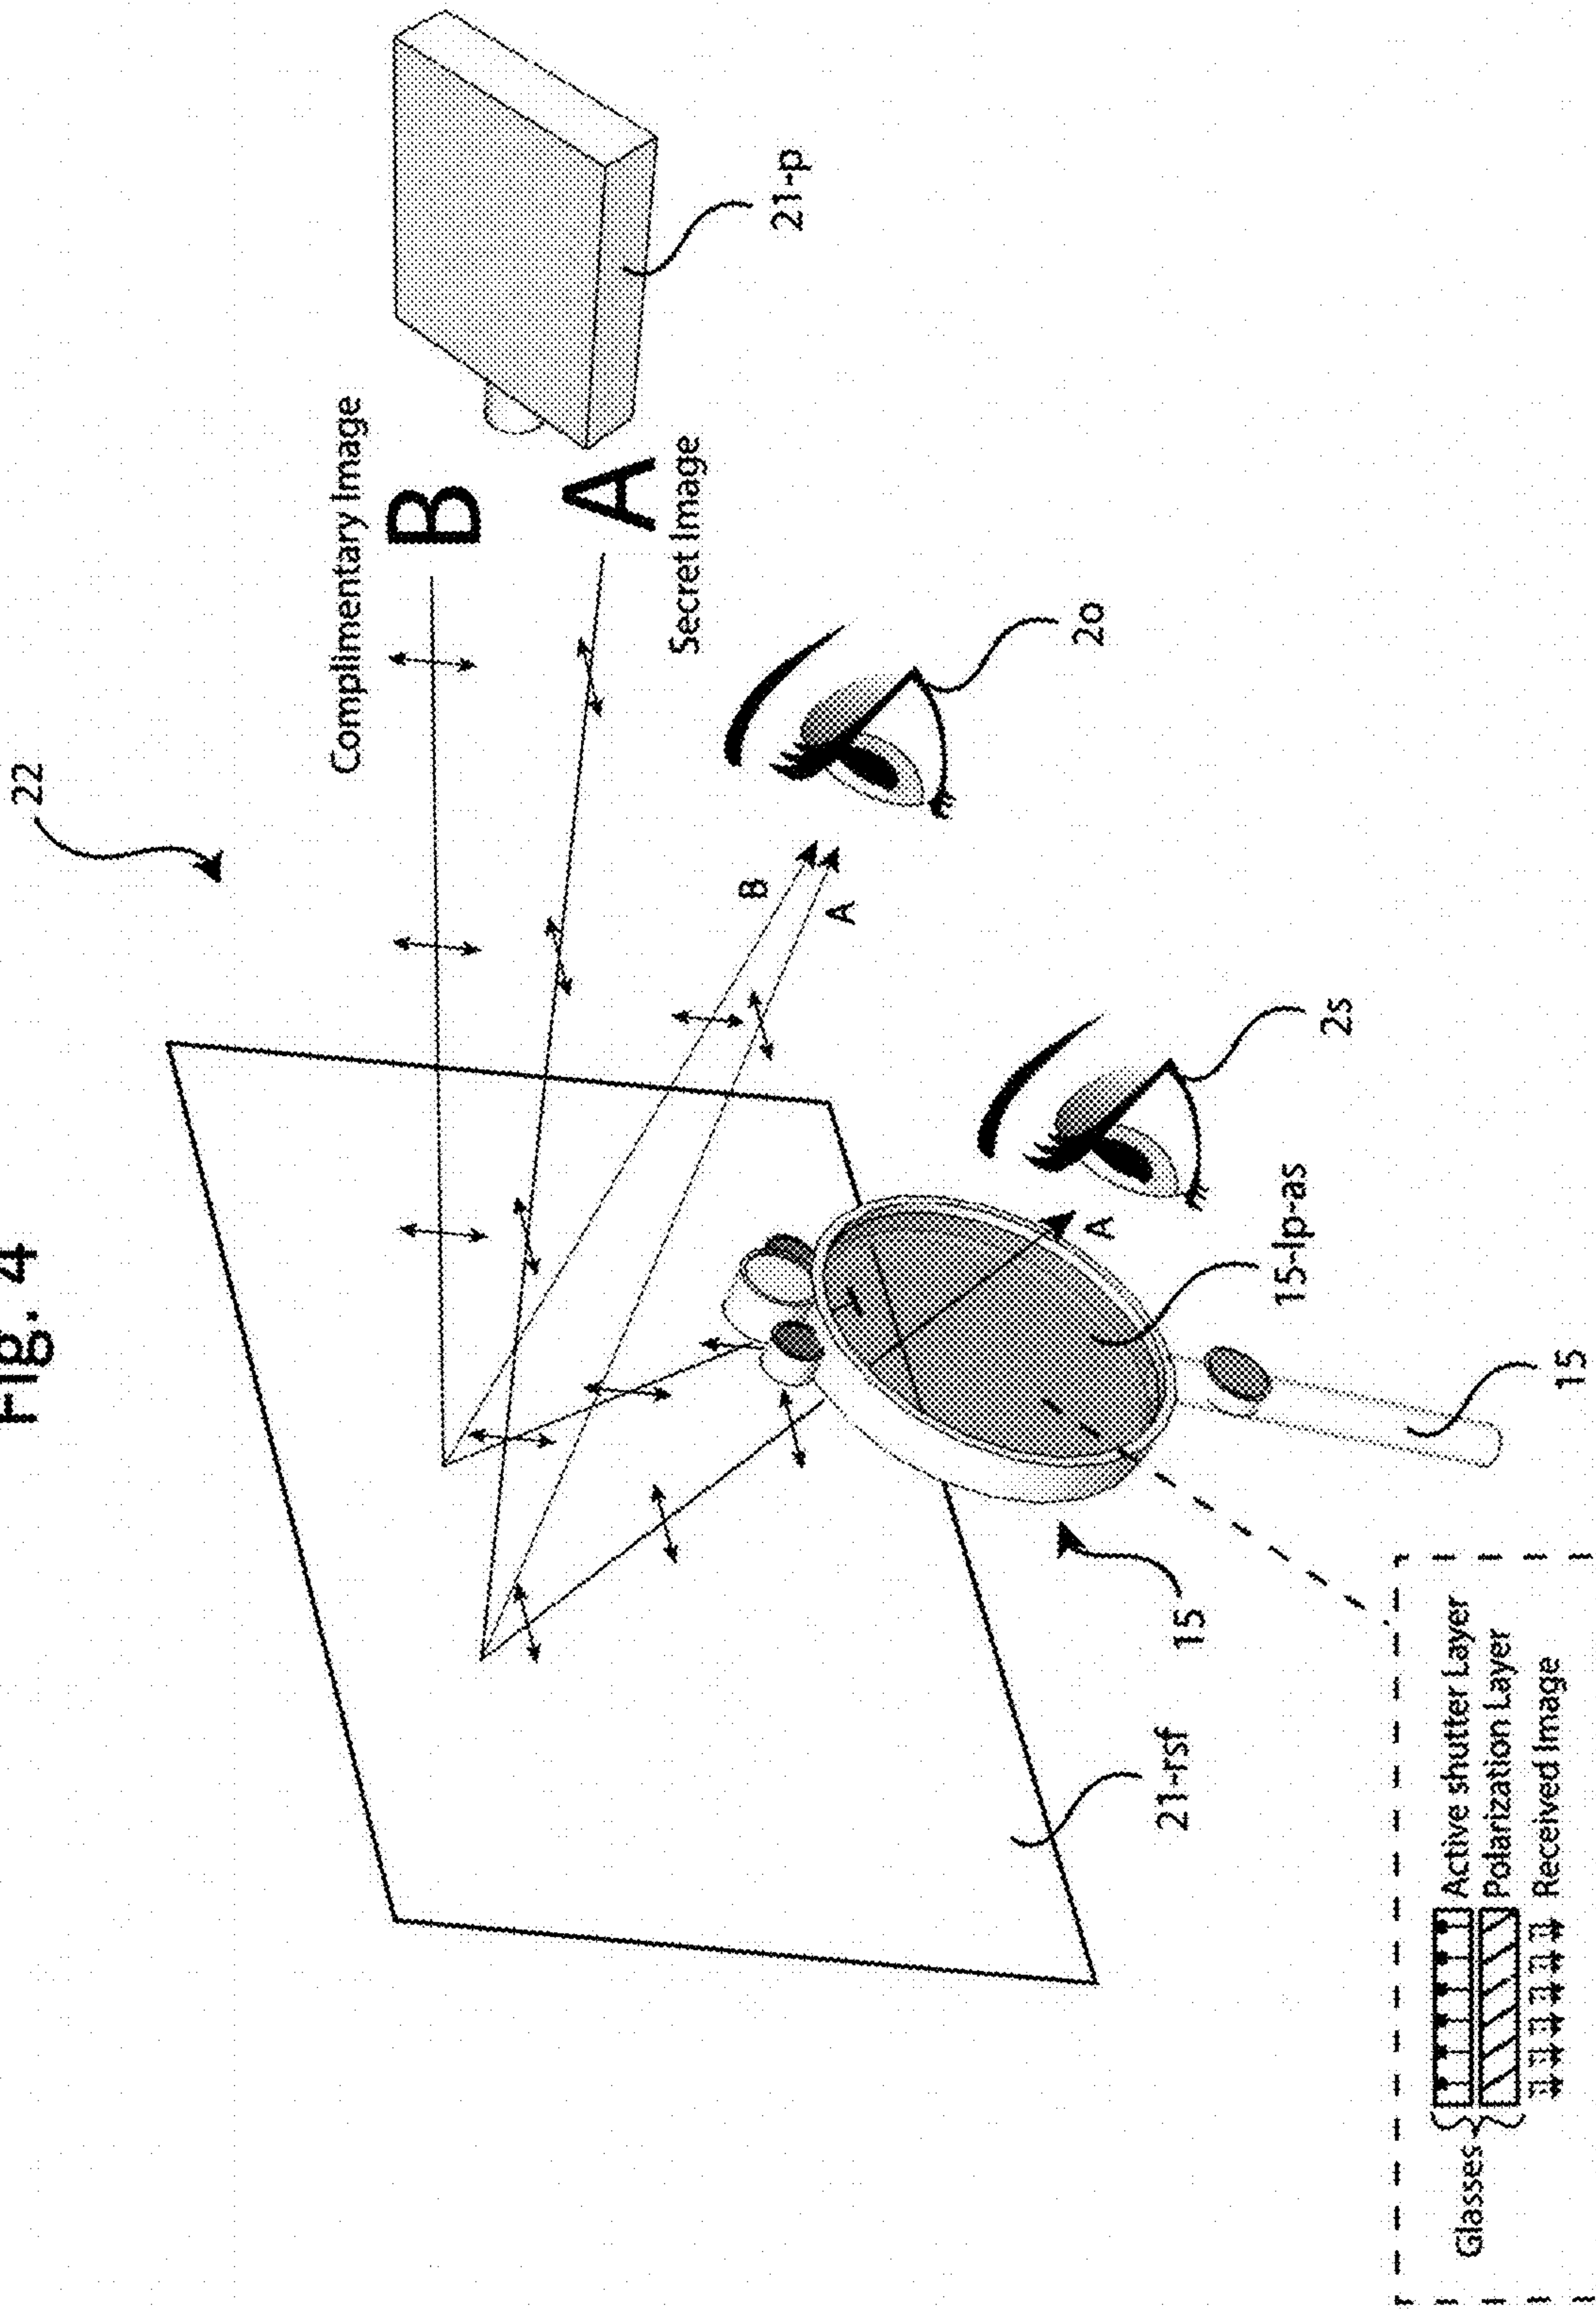 Fig. 4
22
Complimentary Image
B
A
Secret Image
21-p
B
A
2o
2s
A
15-lp-as
15
15
21-rsf
Glasses
Active shutter Layer
Polarization Layer
Received Image